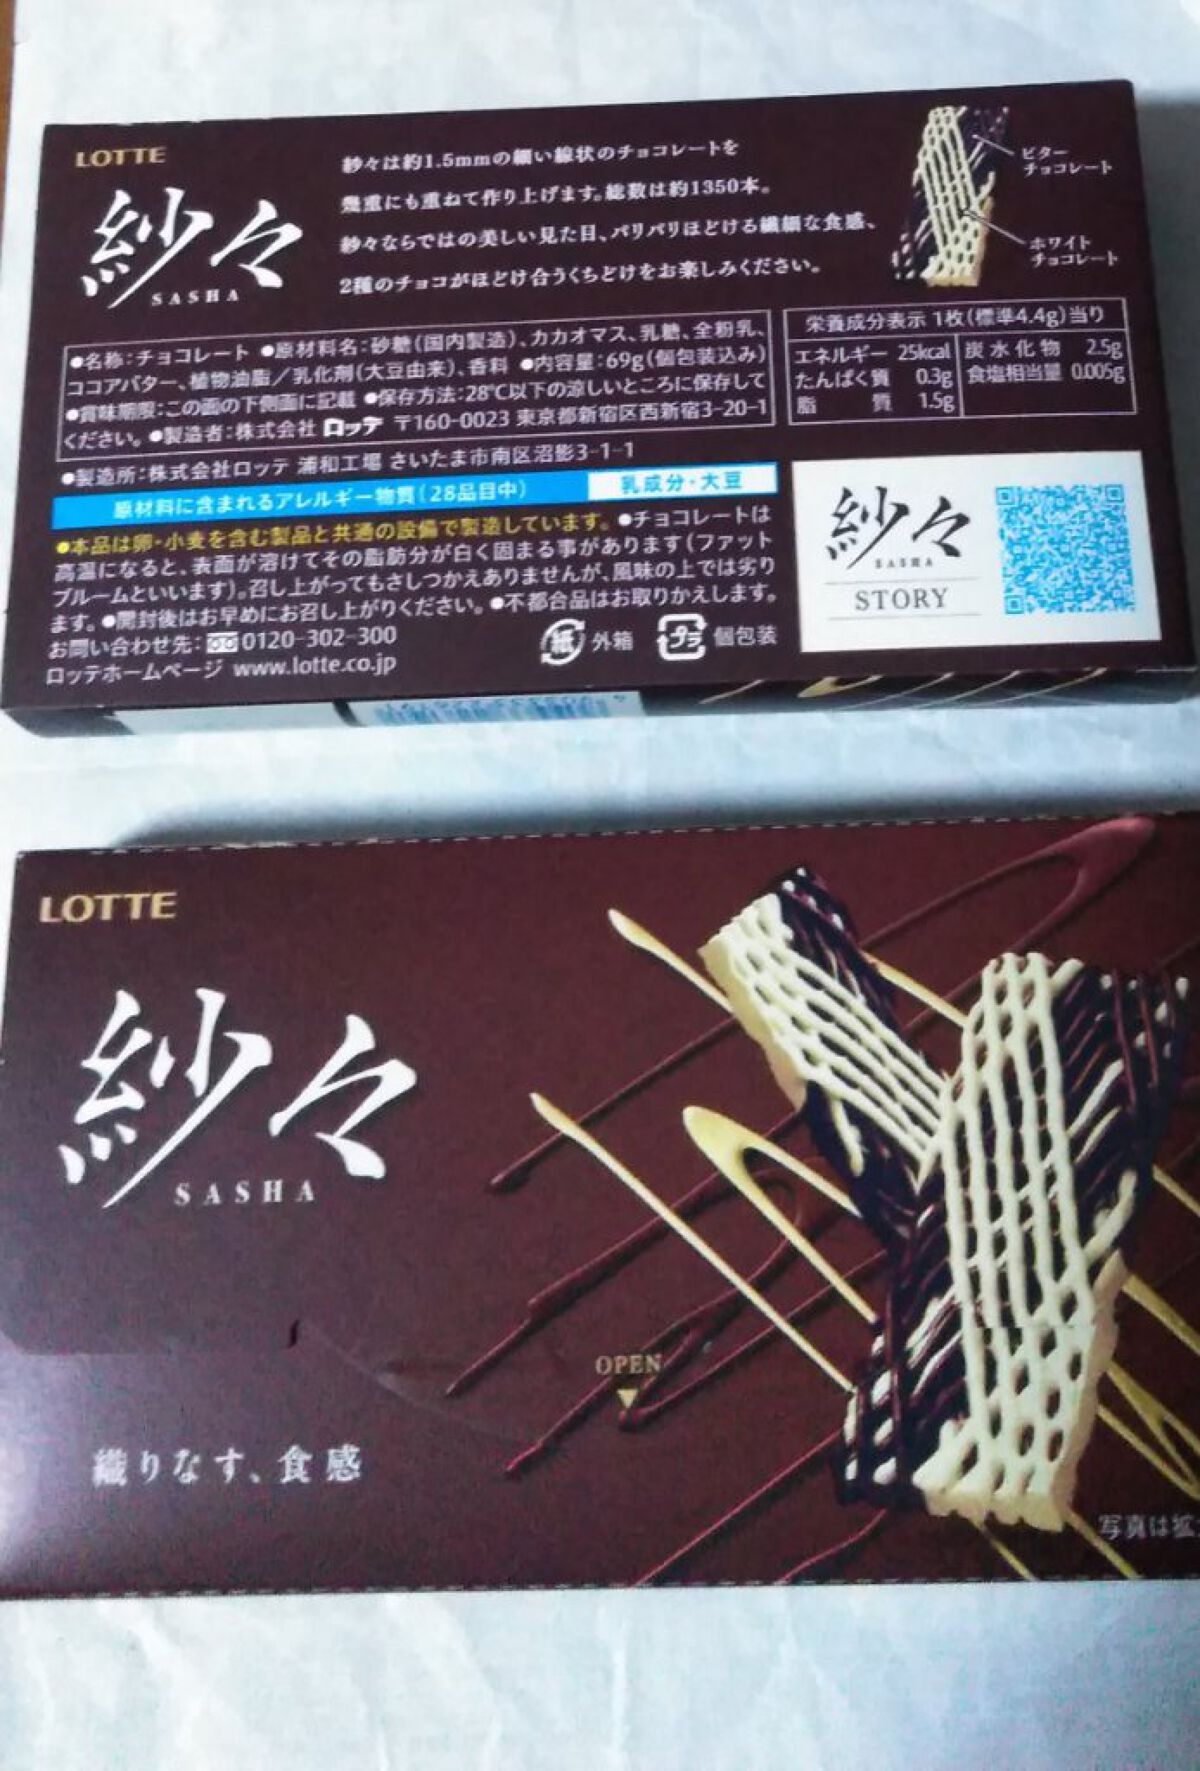 LOTTE
紗々
SASHA
紗々は約1.5mmの細い線状のチョコレートを
幾重にも重ねて作り上げます。総数は約1350本。
紗々ならではの美しい見た目、パリパリほどける繊細な食感、
2種のチョコがほどけ合うくちどけをお楽しみください。
ビター
チョコレート
ホワイト
チョコレート
●名称:チョコレート ●原材料名:砂糖(国内製造)、カカオマス、乳糖、全粉乳、
ココアバター、植物油脂/乳化剤(大豆由来)、香料 ●内容量:69g(個包装込み)
●賞味期限:この面の下側面に記載 ●保存方法:28℃以下の涼しいところに保存して
ください。●製造者:株式会社 ロッテ 〒160-0023 東京都新宿区西新宿3-20-1
●製造所:株式会社ロッテ 浦和工場 さいたま市南区沼影3-1-1
栄養成分表示 1枚(標準4.4g)当り
エネルギー 25kcal 炭水化物 2.5g
たんぱく質 0.3g 食塩相当量 0.005g
脂質 1.5g
原材料に含まれるアレルギー物質(28品目中) 乳成分・大豆
●本品は卵・小麦を含む製品と共通の設備で製造しています。●チョコレートは
高温になると、表面が溶けてその脂肪分が白く固まる事があります(ファット
ブルームといいます)。召し上がってもさしつかえありませんが、風味の上では劣り
ます。●開封後はお早めにお召し上がりください。●不都合品はお取りかえします。
お問い合わせ先:0120-302-300
ロッテホームページ www.lotte.co.jp
紙 外箱 プラ 個包装
紗々
SASHA
STORY
LOTTE
紗々
SASHA
OPEN
織りなす、食感
写真は拡